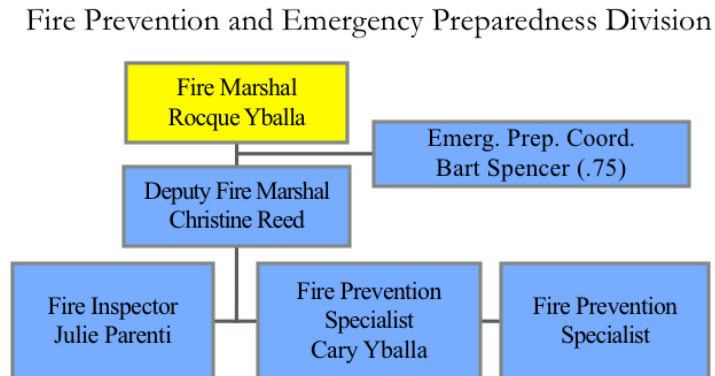 Fire Prevention and Emergency Preparedness Division
Fire Marshal
Rocque Yballa
Emerg. Prep. Coord.
Bart Spencer (.75)
Deputy Fire Marshal
Christine Reed
Fire Inspector
Julie Parenti
Fire Prevention
Specialist
Cary Yballa
Fire Prevention
Specialist